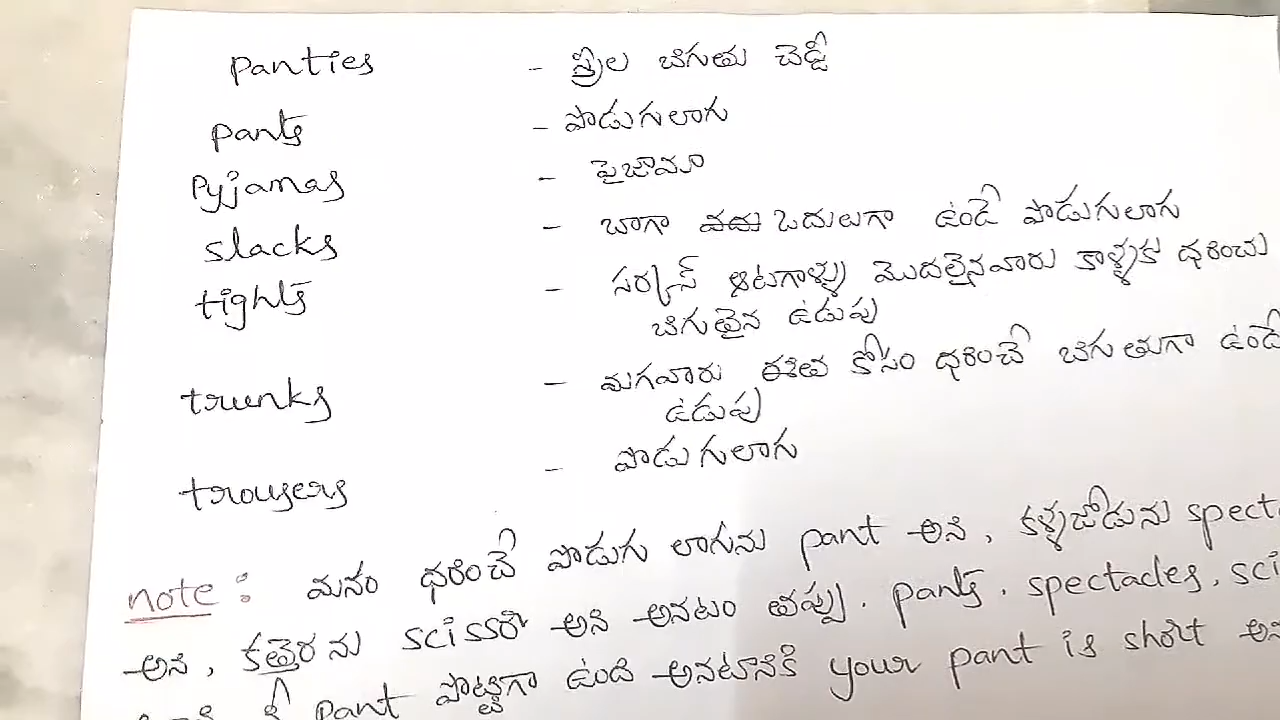 panties - స్త్రీల బిగుతు చెడ్డీ
pants - పొడుగులాగు
Pyjamas - పైజామా
slacks - బాగా వదు ఒదులుగా ఉండే పొడుగులాగు
tights - సర్కస్ ఆటగాళ్ళు మొదలైనవారు కాళ్ళకు ధరించు
బిగుతైన ఉడుపు
trunks - మగవారు ఈత కోసం ధరించే బిగుతుగా ఉండే
ఉడుపు
trousers - పొడుగులాగు
note : మనం ధరించే పొడుగు లాగును pant అని, కళ్ళజోడును spect
అని, కత్తెరను scissor అని అనటం తప్పు. pants, spectacles, sci
pant పొట్టిగా ఉంది అనటానికి your pant is short అని